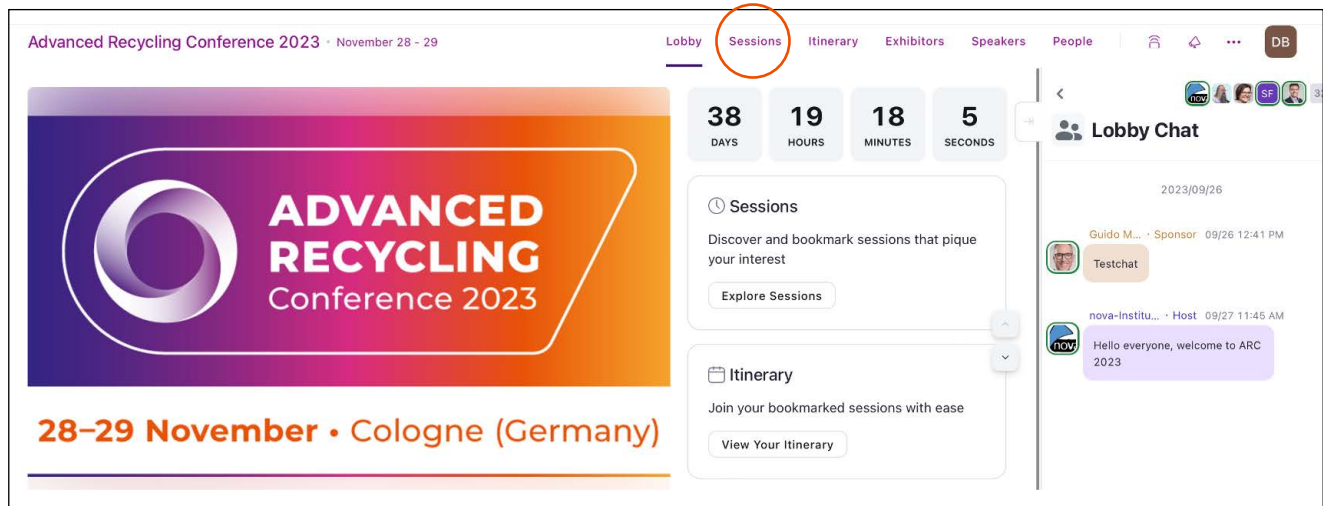 Advanced Recycling Conference 2023 · November 28 - 29
Lobby Sessions Itinerary Exhibitors Speakers People
DB
ADVANCED
RECYCLING
Conference 2023
28–29 November • Cologne (Germany)
38 19 18 5
DAYS HOURS MINUTES SECONDS
Sessions
Discover and bookmark sessions that pique
your interest
Explore Sessions
Itinerary
Join your bookmarked sessions with ease
View Your Itinerary
nov
SF
Lobby Chat
2023/09/26
Guido M... · Sponsor 09/26 12:41 PM
Testchat
nova-Institu... · Host 09/27 11:45 AM
nov
Hello everyone, welcome to ARC
2023